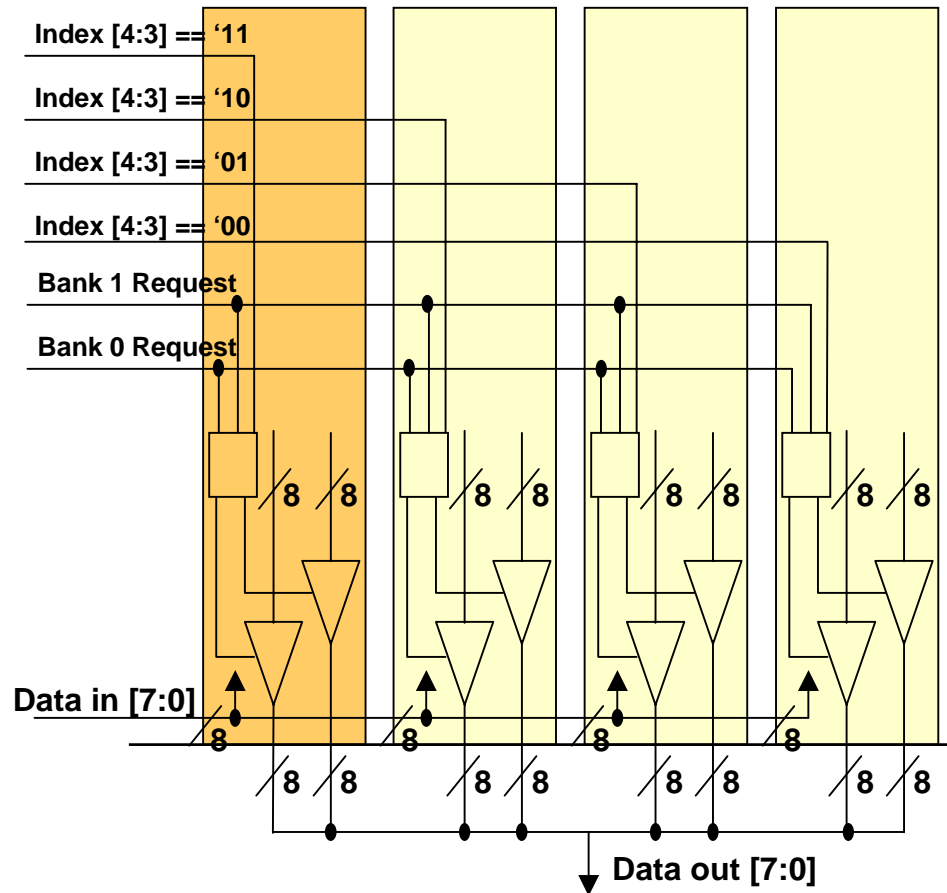 Index [4:3] == ‘11
Index [4:3] == ‘10
Index [4:3] == ‘01
Index [4:3] == ‘00
Bank 1 Request
Bank 0 Request
8 8 8 8 8 8 8 8
Data in [7:0]
8 8 8 8
8 8 8 8 8 8 8 8
Data out [7:0]